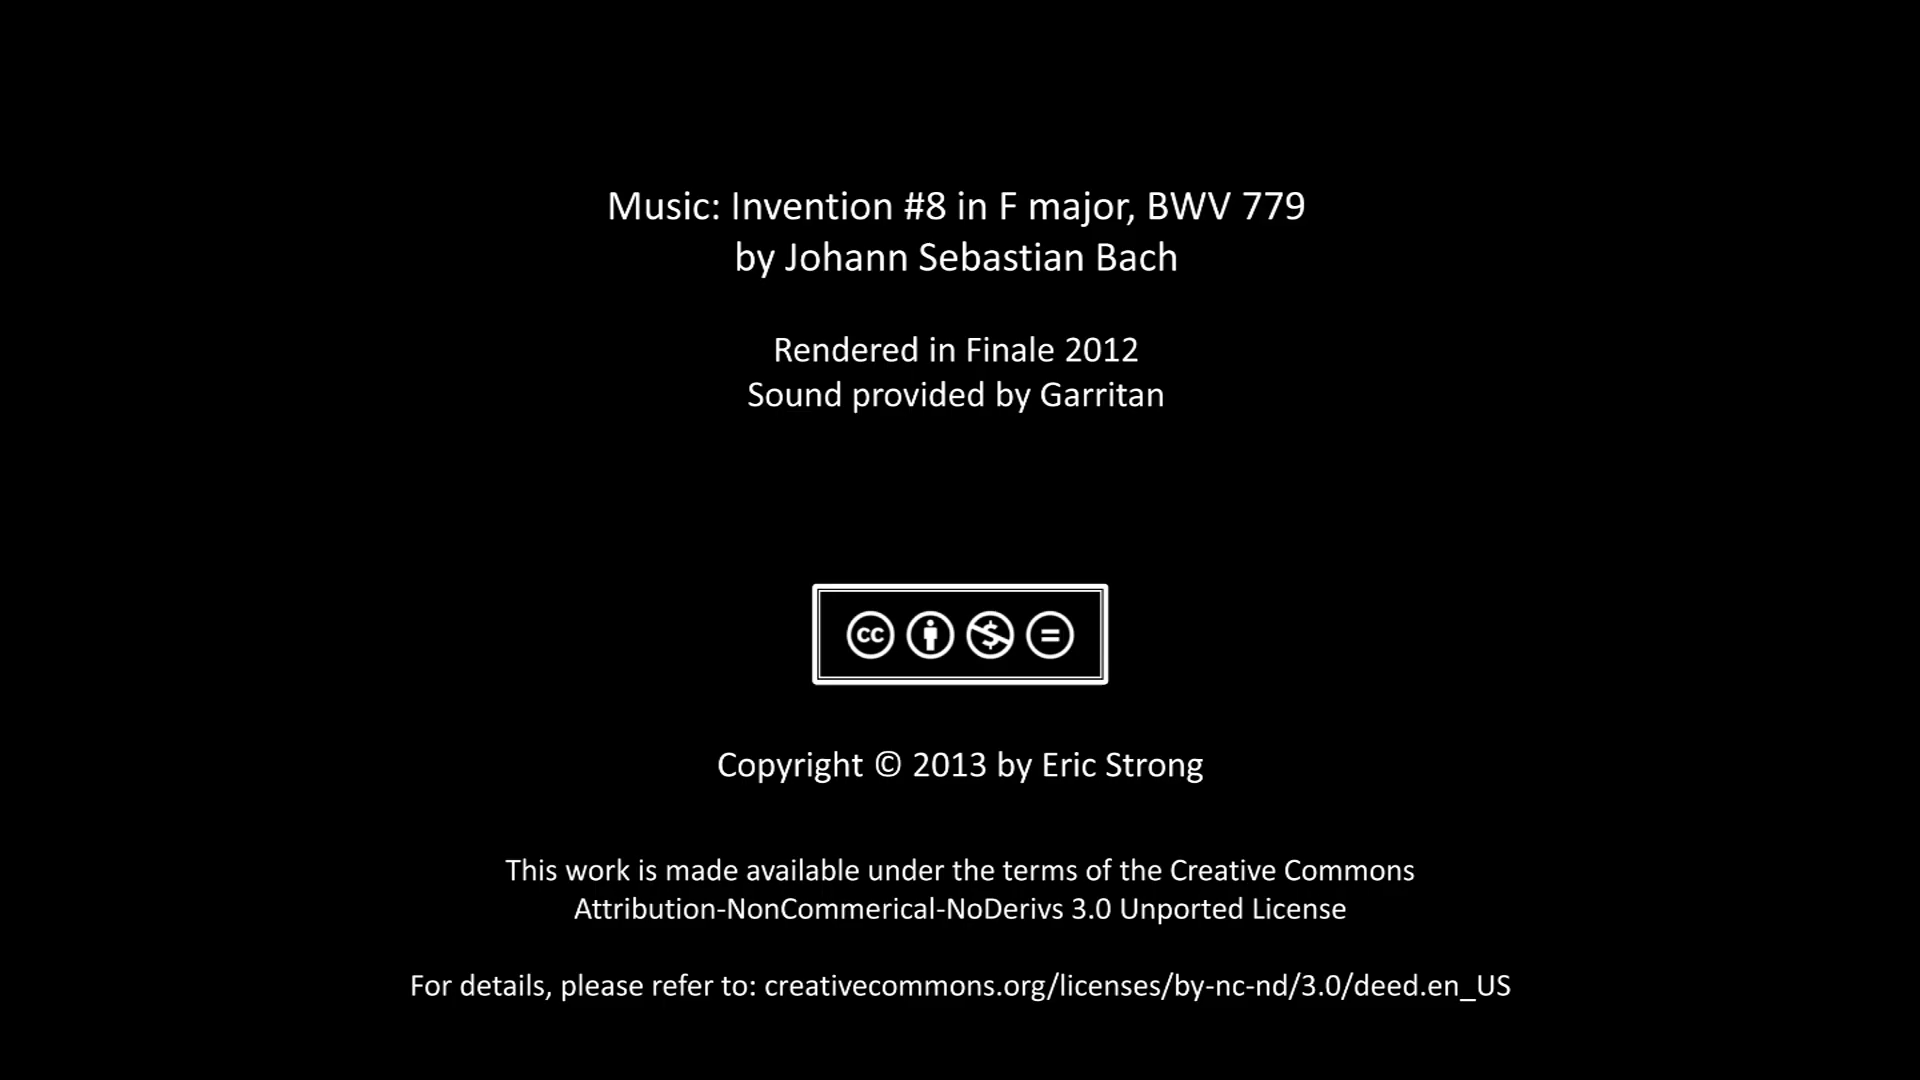 Music: Invention #8 in F major, BWV 779
by Johann Sebastian Bach
Rendered in Finale 2012
Sound provided by Garritan
cc $ =
Copyright © 2013 by Eric Strong
This work is made available under the terms of the Creative Commons
Attribution-NonCommerical-NoDerivs 3.0 Unported License
For details, please refer to: creativecommons.org/licenses/by-nc-nd/3.0/deed.en_US